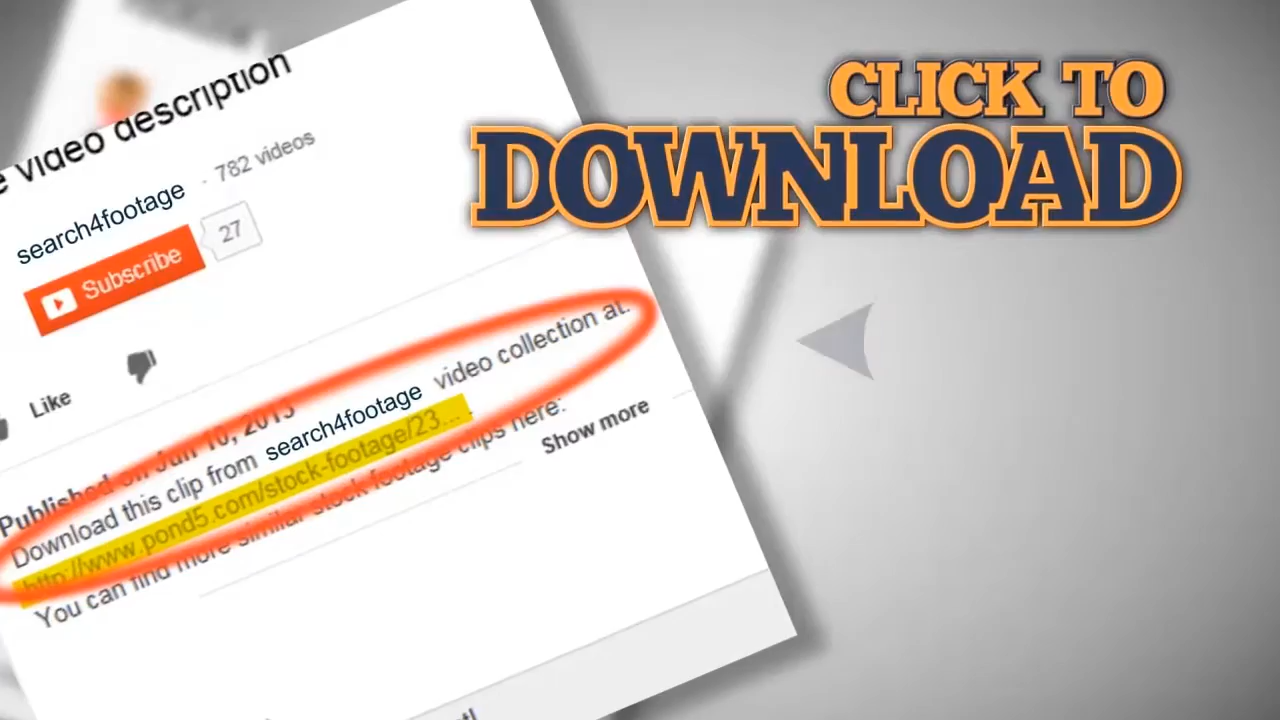 CLICK TO
DOWNLOAD
video description
search4footage · 782 videos
Subscribe 27
Like
Published on Jun 10, 2013
Download this clip from search4footage video collection at:
http://www.pond5.com/stock-footage/23... .
You can find more similar stock footage clips here:
Show more